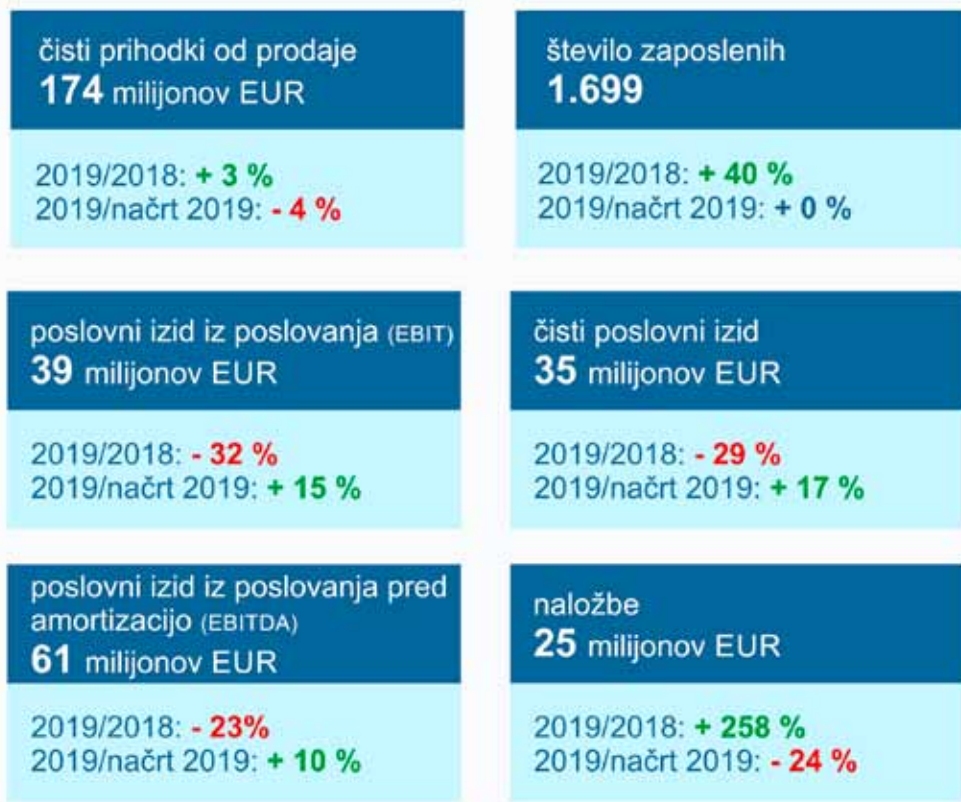 čisti prihodki od prodaje
174 milijonov EUR
2019/2018: + 3 %
2019/načrt 2019: - 4 %
število zaposlenih
1.699
2019/2018: + 40 %
2019/načrt 2019: + 0 %
poslovni izid iz poslovanja (EBIT)
39 milijonov EUR
2019/2018: - 32 %
2019/načrt 2019: + 15 %
čisti poslovni izid
35 milijonov EUR
2019/2018: - 29 %
2019/načrt 2019: + 17 %
poslovni izid iz poslovanja pred
amortizacijo (EBITDA)
61 milijonov EUR
2019/2018: - 23%
2019/načrt 2019: + 10 %
naložbe
25 milijonov EUR
2019/2018: + 258 %
2019/načrt 2019: - 24 %